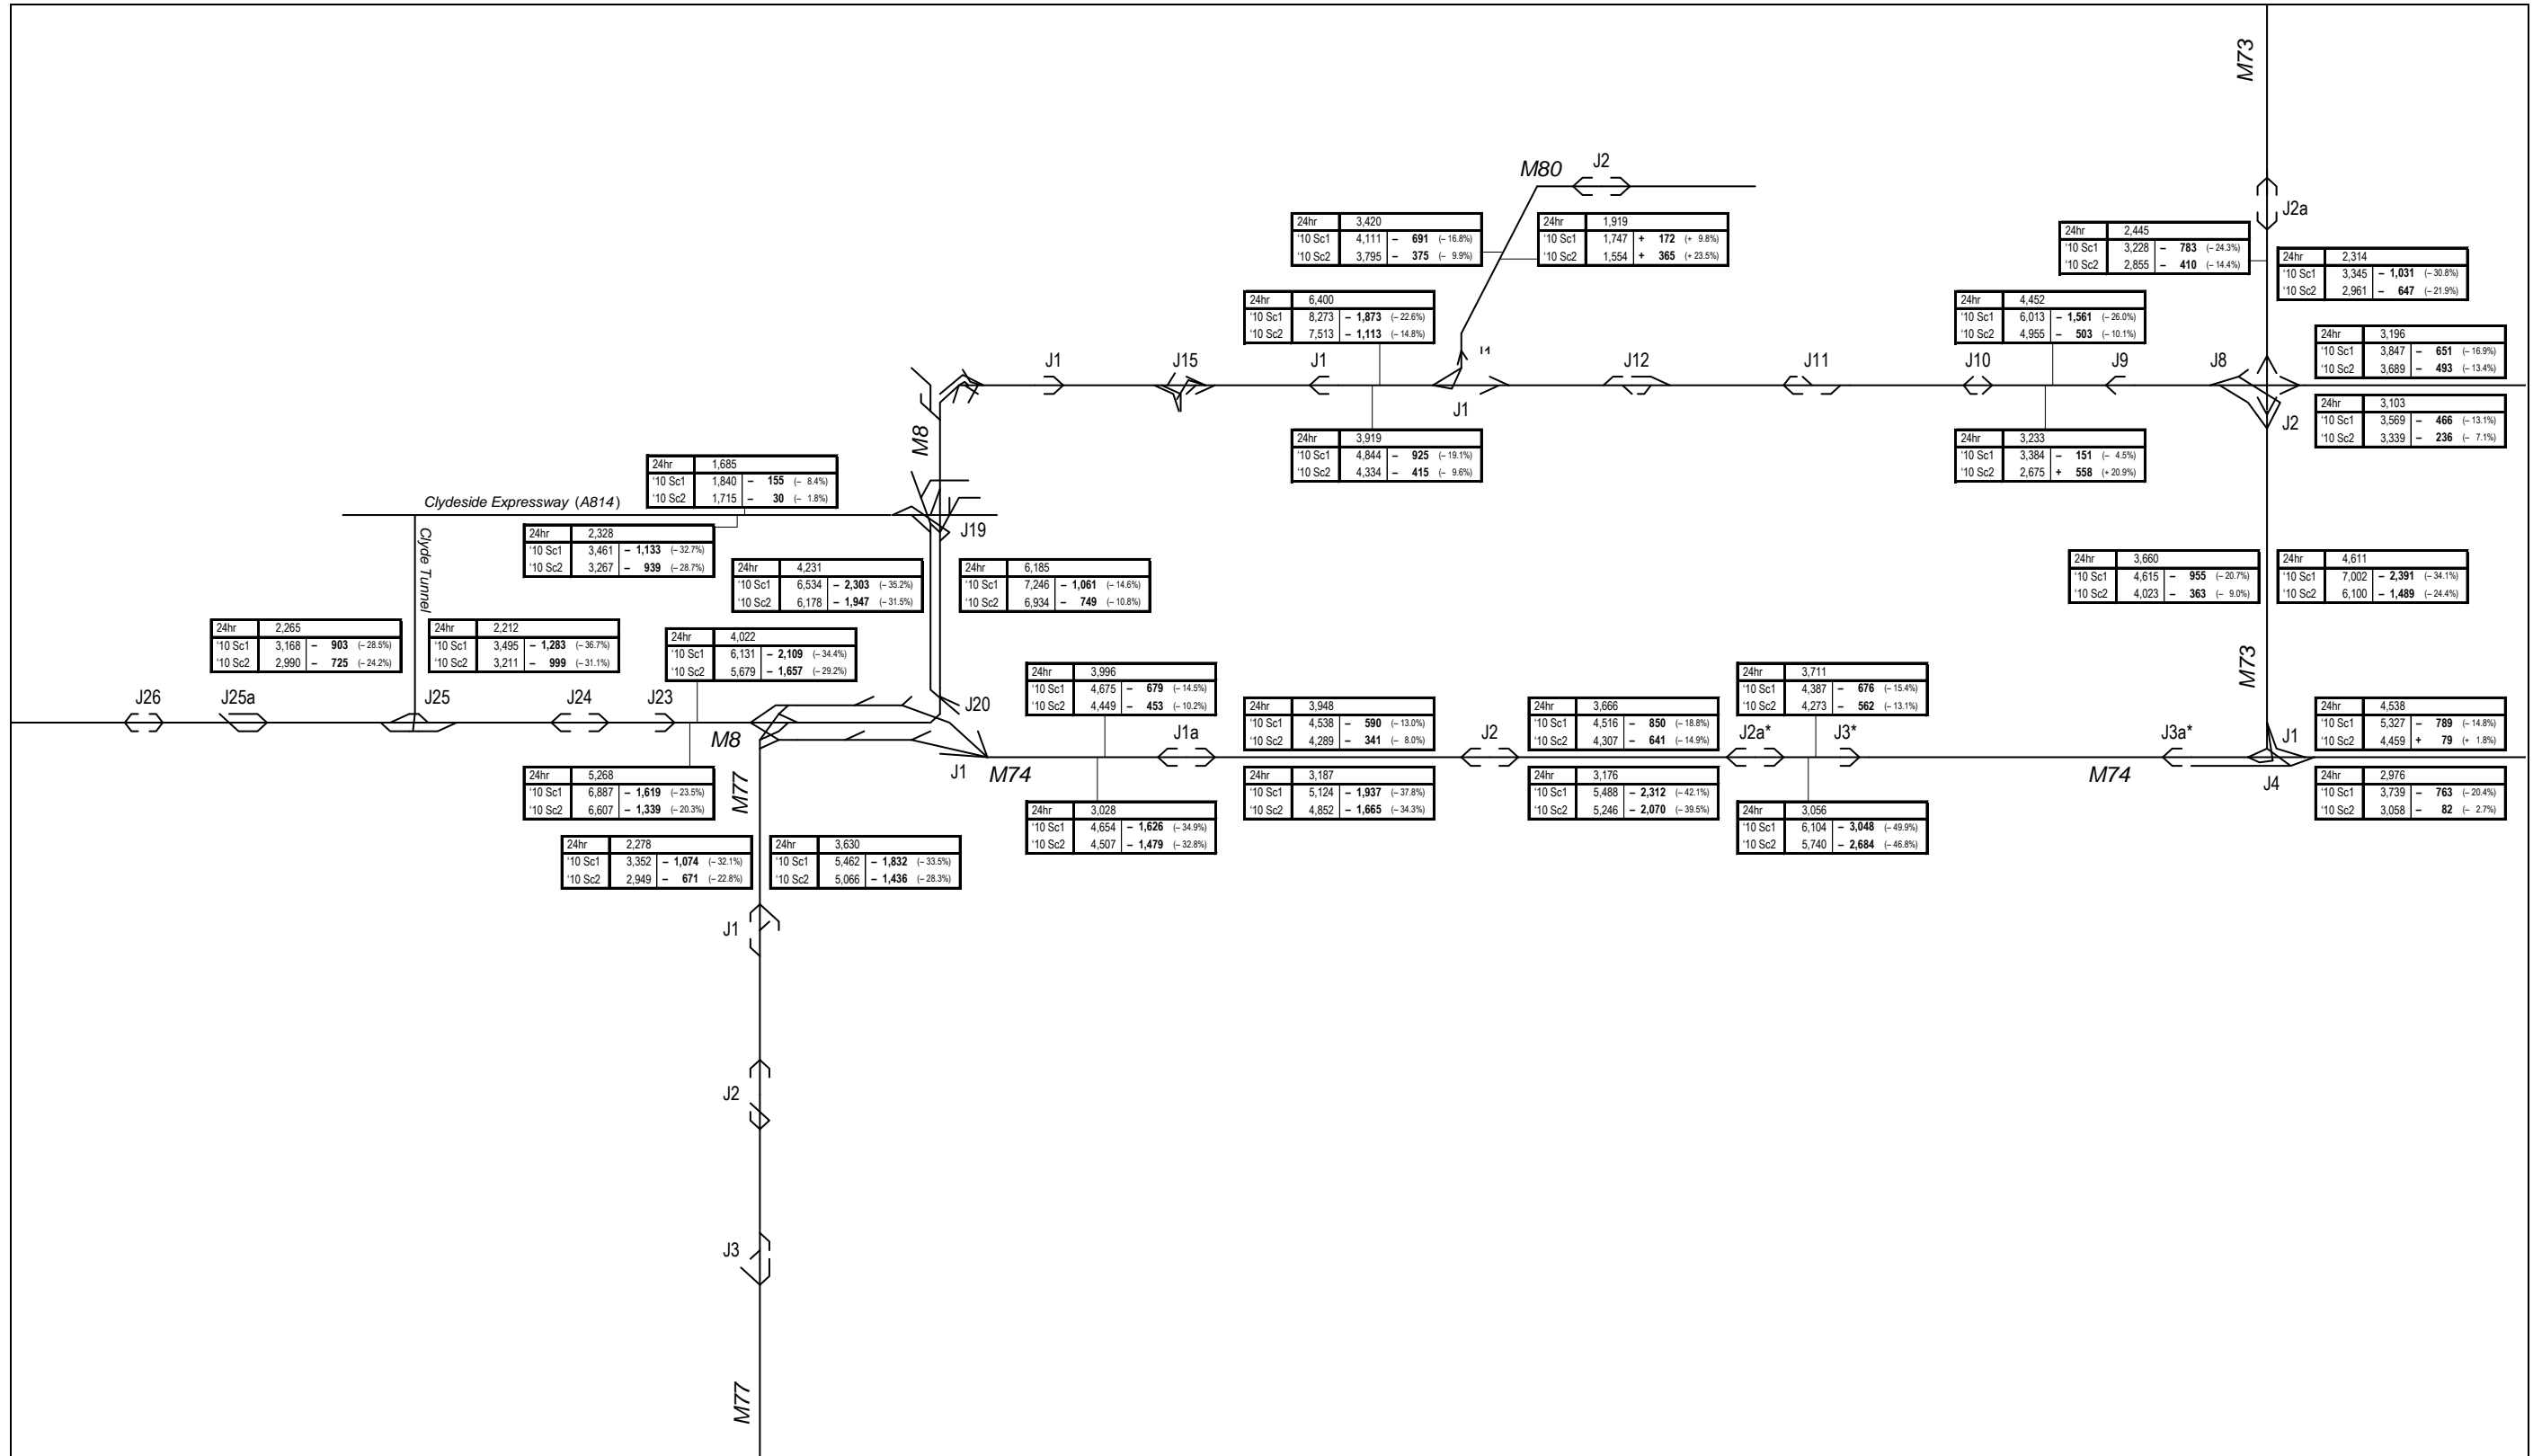 M73
M80
J2
J2a
24hr 3,420
'10 Sc1 4,111 – 691 (– 16.8%)
'10 Sc2 3,795 – 375 (– 9.9%)
24hr 1,919
'10 Sc1 1,747 + 172 (+ 9.8%)
'10 Sc2 1,554 + 365 (+ 23.5%)
24hr 2,445
'10 Sc1 3,228 – 783 (– 24.3%)
'10 Sc2 2,855 – 410 (– 14.4%)
24hr 2,314
'10 Sc1 3,345 – 1,031 (– 30.8%)
'10 Sc2 2,961 – 647 (– 21.9%)
24hr 6,400
'10 Sc1 8,273 – 1,873 (– 22.6%)
'10 Sc2 7,513 – 1,113 (– 14.8%)
24hr 4,452
'10 Sc1 6,013 – 1,561 (– 26.0%)
'10 Sc2 4,955 – 503 (– 10.1%)
24hr 3,196
'10 Sc1 3,847 – 651 (– 16.9%)
'10 Sc2 3,689 – 493 (– 13.4%)
J1 J15 J1 J12 J11 J10 J9 J8
J1
J2
M8
24hr 3,103
'10 Sc1 3,569 – 466 (– 13.1%)
'10 Sc2 3,339 – 236 (– 7.1%)
24hr 3,919
'10 Sc1 4,844 – 925 (– 19.1%)
'10 Sc2 4,334 – 415 (– 9.6%)
24hr 3,233
'10 Sc1 3,384 – 151 (– 4.5%)
'10 Sc2 2,675 + 558 (+ 20.9%)
24hr 1,685
'10 Sc1 1,840 – 155 (– 8.4%)
'10 Sc2 1,715 – 30 (– 1.8%)
Clydeside Expressway (A814)
Clyde Tunnel
J19
24hr 2,328
'10 Sc1 3,461 – 1,133 (– 32.7%)
'10 Sc2 3,267 – 939 (– 28.7%)
24hr 4,231
'10 Sc1 6,534 – 2,303 (– 35.2%)
'10 Sc2 6,178 – 1,947 (– 31.5%)
24hr 6,185
'10 Sc1 7,246 – 1,061 (– 14.6%)
'10 Sc2 6,934 – 749 (– 10.8%)
24hr 3,660
'10 Sc1 4,615 – 955 (– 20.7%)
'10 Sc2 4,023 – 363 (– 9.0%)
24hr 4,611
'10 Sc1 7,002 – 2,391 (– 34.1%)
'10 Sc2 6,100 – 1,489 (– 24.4%)
24hr 2,265
'10 Sc1 3,168 – 903 (– 28.5%)
'10 Sc2 2,990 – 725 (– 24.2%)
24hr 2,212
'10 Sc1 3,495 – 1,283 (– 36.7%)
'10 Sc2 3,211 – 999 (– 31.1%)
24hr 4,022
'10 Sc1 6,131 – 2,109 (– 34.4%)
'10 Sc2 5,679 – 1,657 (– 29.2%)
24hr 3,996
'10 Sc1 4,675 – 679 (– 14.5%)
'10 Sc2 4,449 – 453 (– 10.2%)
24hr 3,711
'10 Sc1 4,387 – 676 (– 15.4%)
'10 Sc2 4,273 – 562 (– 13.1%)
M73
J26 J25a J25 J24 J23 J20
24hr 3,948
'10 Sc1 4,538 – 590 (– 13.0%)
'10 Sc2 4,289 – 341 (– 8.0%)
24hr 3,666
'10 Sc1 4,516 – 850 (– 18.8%)
'10 Sc2 4,307 – 641 (– 14.9%)
24hr 4,538
'10 Sc1 5,327 – 789 (– 14.8%)
'10 Sc2 4,459 + 79 (+ 1.8%)
M8
J1a J2 J2a* J3* J3a* J1
J1 M74 M74 J4
24hr 5,268
'10 Sc1 6,887 – 1,619 (– 23.5%)
'10 Sc2 6,607 – 1,339 (– 20.3%)
M77
24hr 3,187
'10 Sc1 5,124 – 1,937 (– 37.8%)
'10 Sc2 4,852 – 1,665 (– 34.3%)
24hr 3,176
'10 Sc1 5,488 – 2,312 (– 42.1%)
'10 Sc2 5,246 – 2,070 (– 39.5%)
24hr 2,976
'10 Sc1 3,739 – 763 (– 20.4%)
'10 Sc2 3,058 – 82 (– 2.7%)
24hr 3,028
'10 Sc1 4,654 – 1,626 (– 34.9%)
'10 Sc2 4,507 – 1,479 (– 32.8%)
24hr 3,056
'10 Sc1 6,104 – 3,048 (– 49.9%)
'10 Sc2 5,740 – 2,684 (– 46.8%)
24hr 2,278
'10 Sc1 3,352 – 1,074 (– 32.1%)
'10 Sc2 2,949 – 671 (– 22.8%)
24hr 3,630
'10 Sc1 5,462 – 1,832 (– 33.5%)
'10 Sc2 5,066 – 1,436 (– 28.3%)
J1
J2
J3
M77